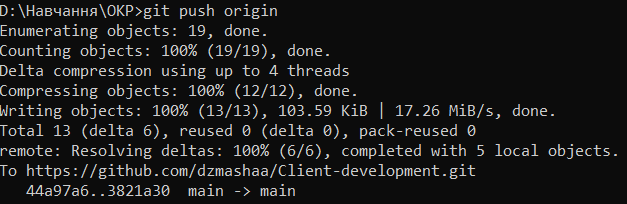 D:\Навчання\ОКР>git push origin
Enumerating objects: 19, done.
Counting objects: 100% (19/19), done.
Delta compression using up to 4 threads
Compressing objects: 100% (12/12), done.
Writing objects: 100% (13/13), 103.59 KiB | 17.26 MiB/s, done.
Total 13 (delta 6), reused 0 (delta 0), pack-reused 0
remote: Resolving deltas: 100% (6/6), completed with 5 local objects.
To https://github.com/dzmashaa/Client-development.git
   44a97a6..3821a30  main -> main